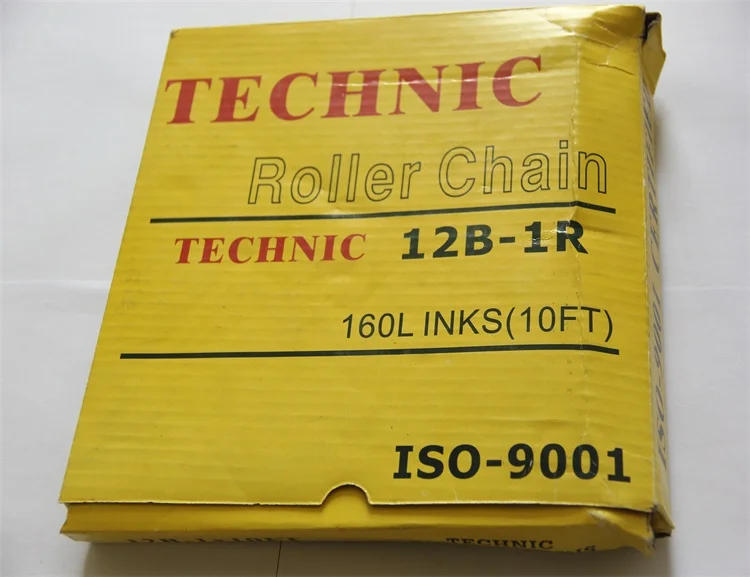 TECHNIC
Roller Chain
TECHNIC 12B-1R
160L INKS(10FT)
ISO-9001
TECHNIC